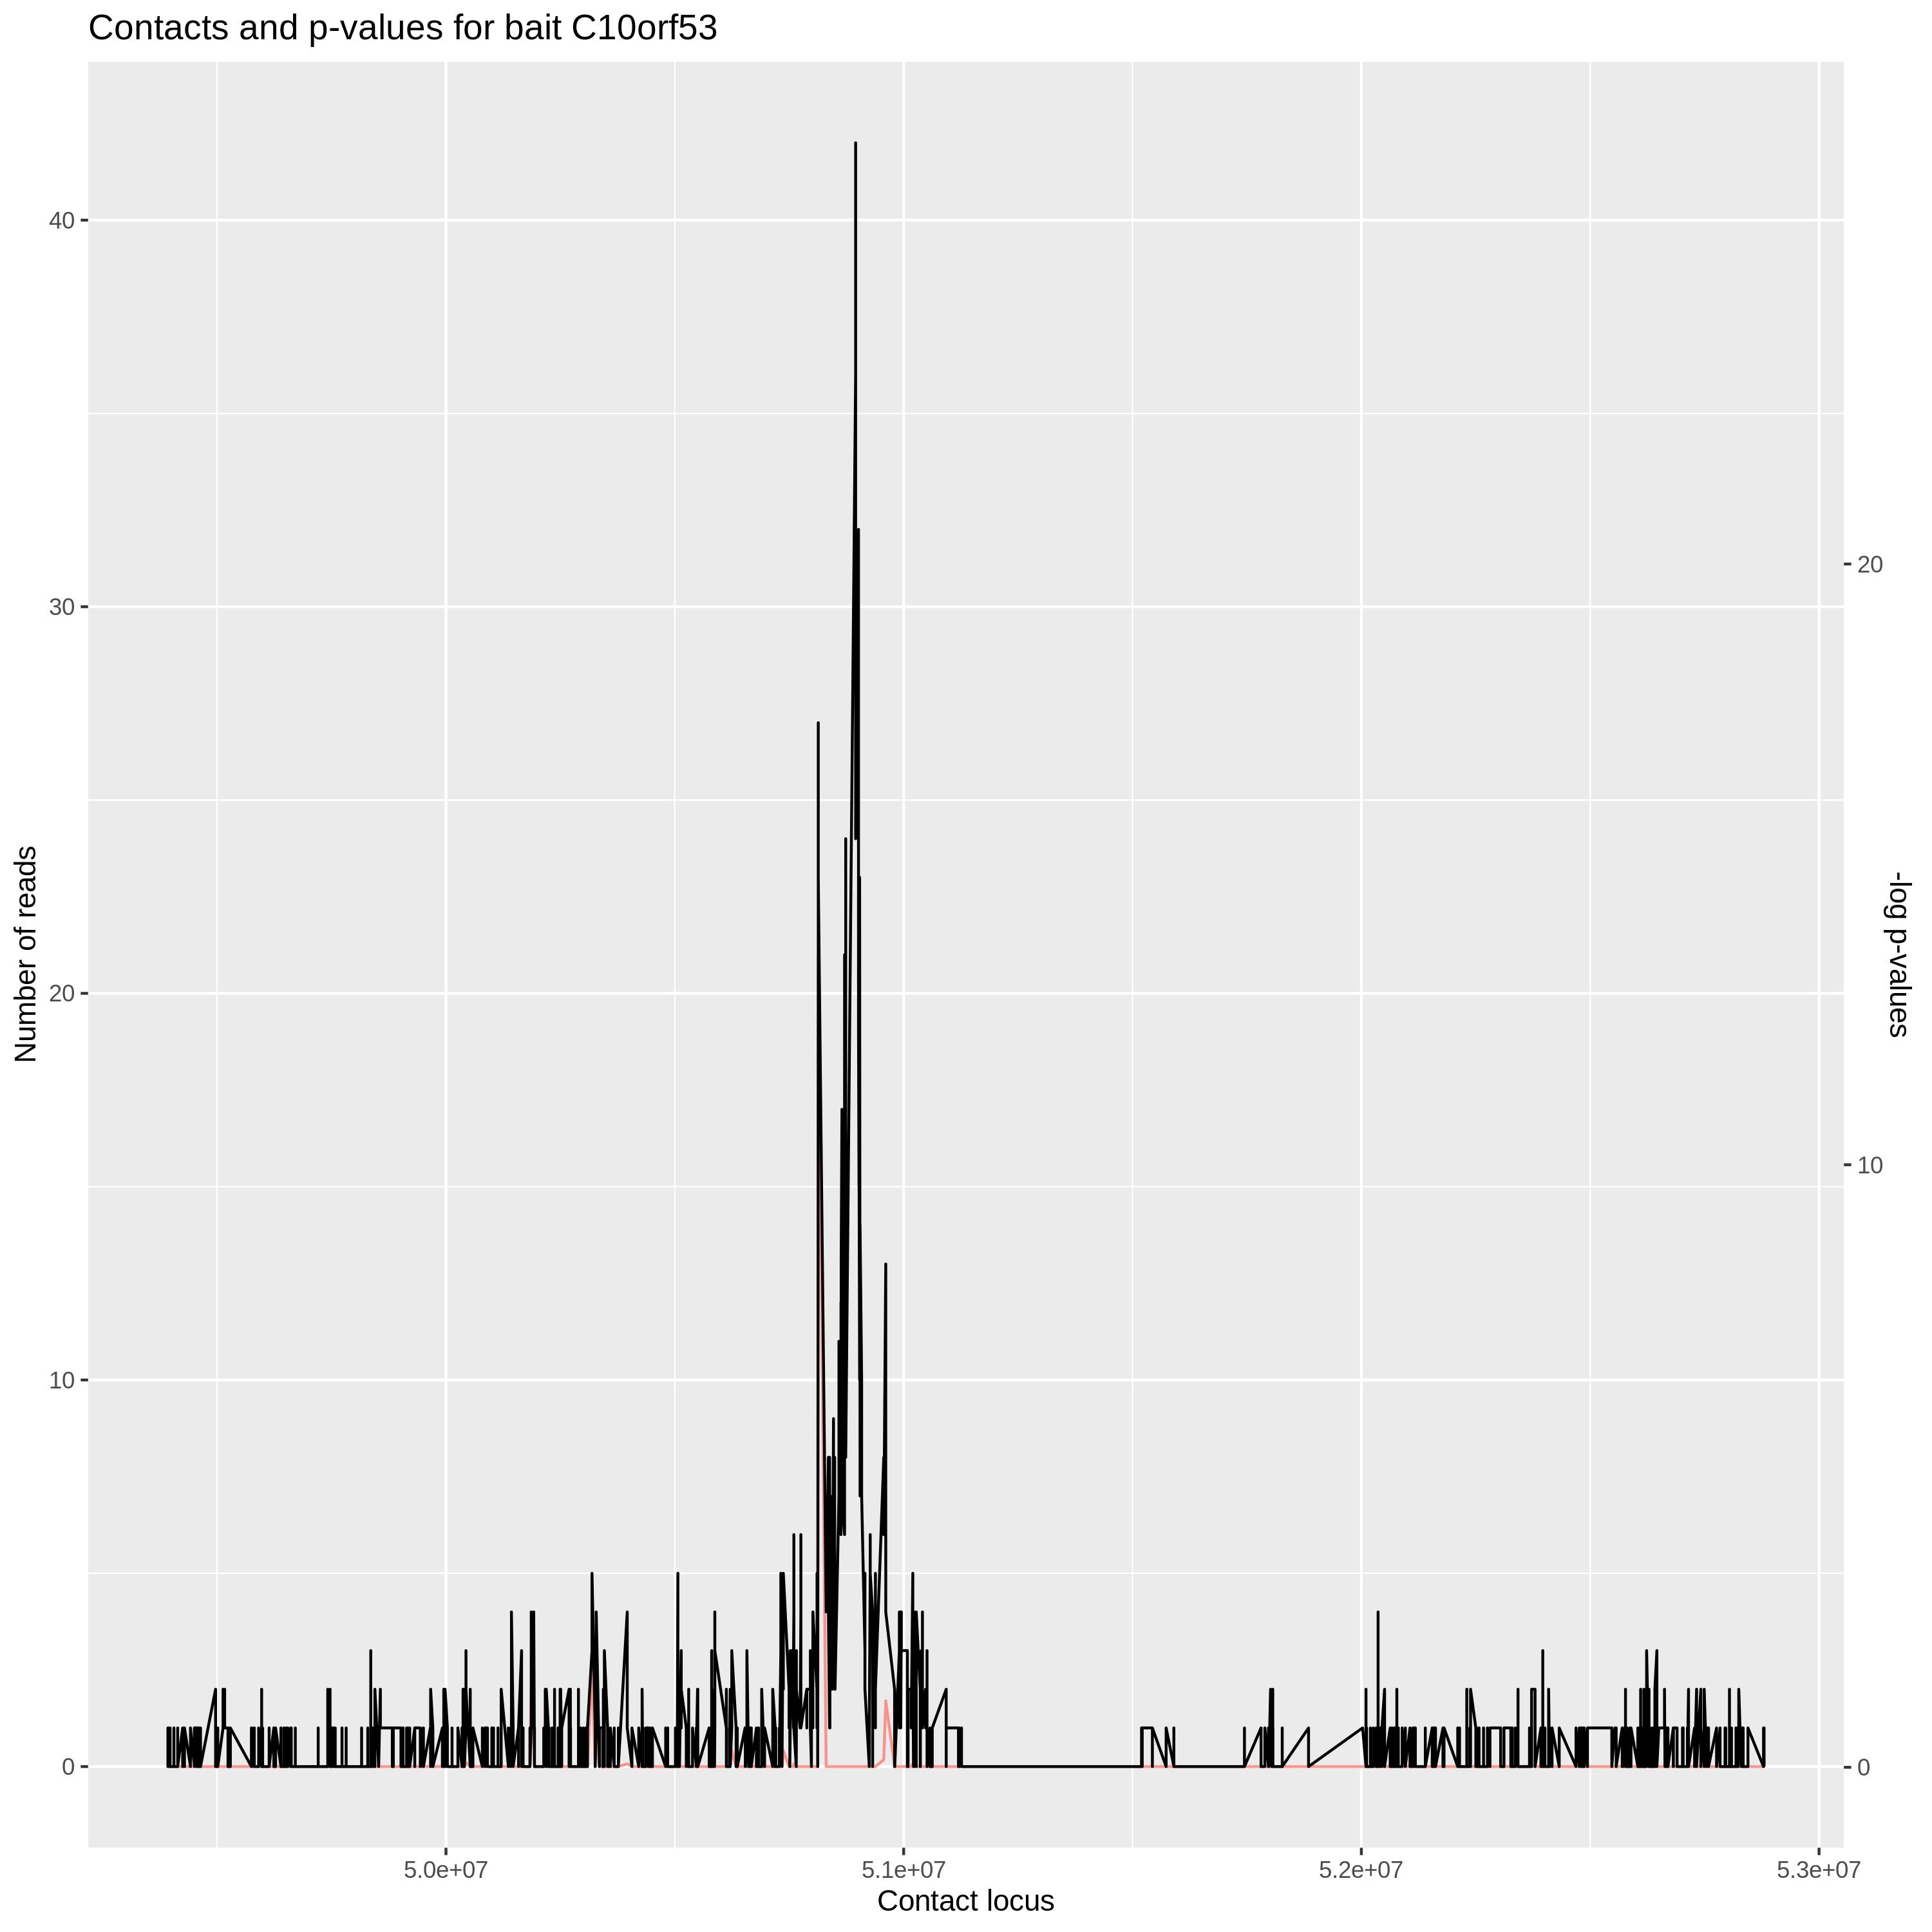 Contacts and p-values for bait C10orf53
40
30
20
10
0
20
10
0
Number of reads
-log p-values
5.0e+07 5.1e+07 5.2e+07 5.3e+07
Contact locus